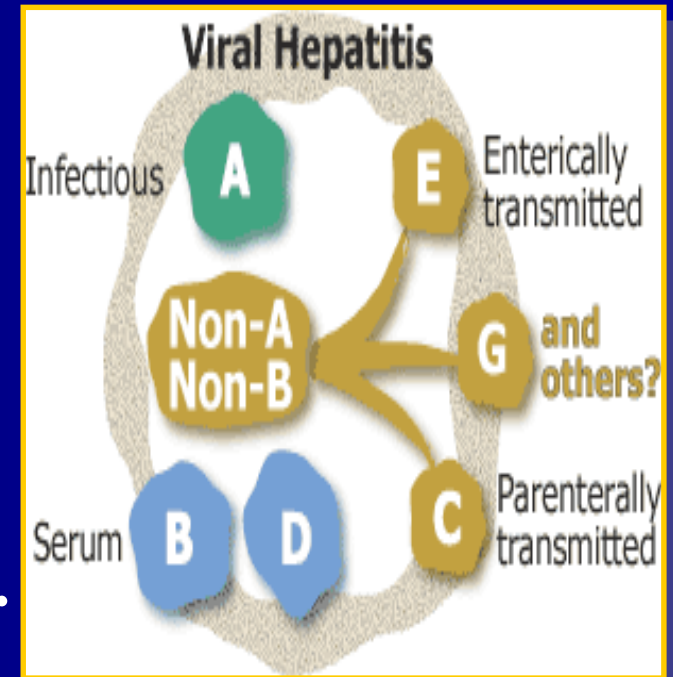 Viral Hepatitis
Infectious
A
E
Enterically
transmitted
Non-A
Non-B
G
and
others?
Serum
B
D
C
Parenterally
transmitted